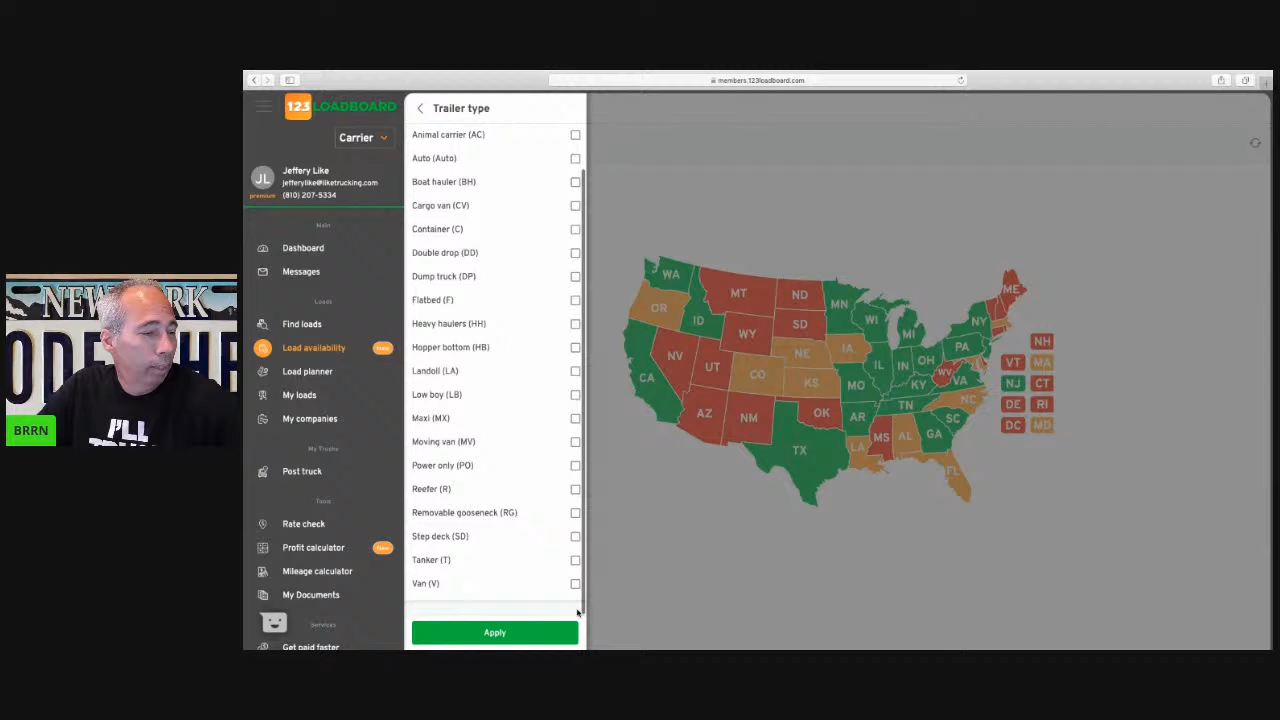 members.123loadboard.com
123 LOADBOARD
Carrier
JL
premium
Jeffery Like
jefferylike@liketrucking.com
(810) 207-5334
Main
Dashboard
Messages
Loads
Find loads
Load availability New
Load planner
My loads
My companies
My Trucks
Post truck
Tools
Rate check
Profit calculator New
Mileage calculator
My Documents
Services
Get paid faster
Trailer type
Animal carrier (AC)
Auto (Auto)
Boat hauler (BH)
Cargo van (CV)
Container (C)
Double drop (DD)
Dump truck (DP)
Flatbed (F)
Heavy haulers (HH)
Hopper bottom (HB)
Landoll (LA)
Low boy (LB)
Maxi (MX)
Moving van (MV)
Power only (PO)
Reefer (R)
Removable gooseneck (RG)
Step deck (SD)
Tanker (T)
Van (V)
Apply
WA MT ND MN ME
OR ID WY SD WI MI NY
NV UT CO NE IA IL IN OH PA
CA KS MO KY WV VA
AZ NM OK AR TN NC
TX LA MS AL GA SC
FL
NH
VT MA
NJ CT
DE RI
DC MD
BRRN
I'LL